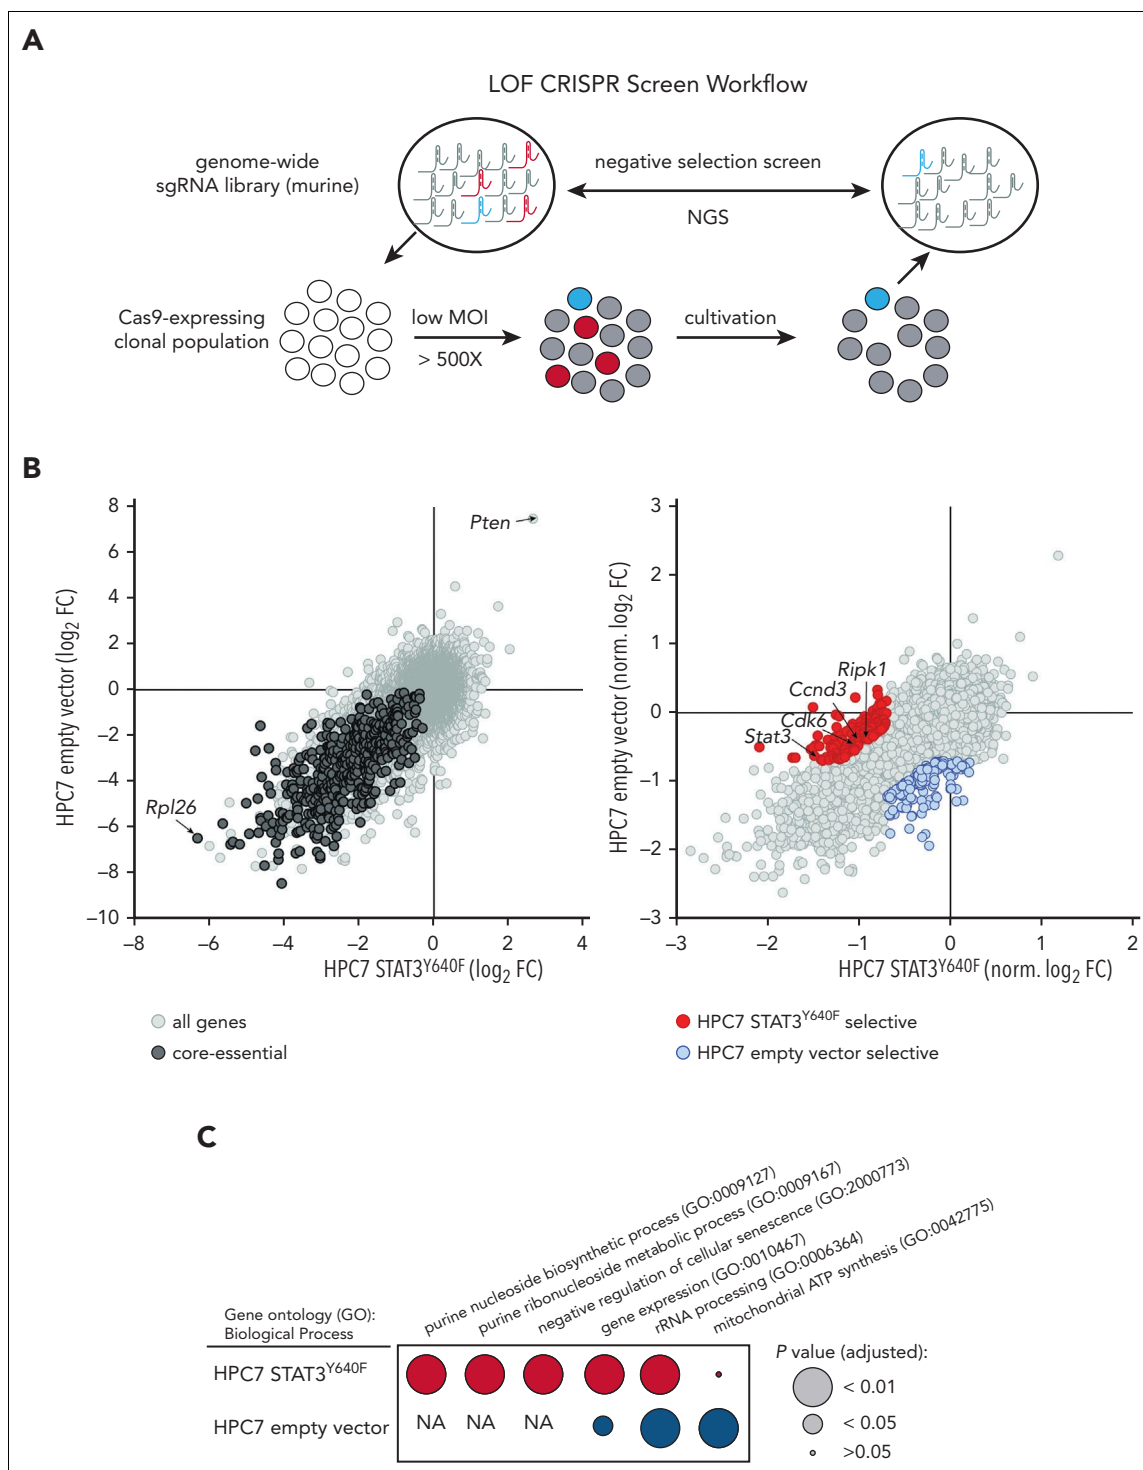 A
LOF CRISPR Screen Workflow
genome-wide
sgRNA library (murine)
negative selection screen
NGS
Cas9-expressing
clonal population
low MOI
> 500X
cultivation
B
8
6
4
2
0
–2
–4
–6
–8
–10
–8
–6
–4
–2
0
2
4
HPC7 empty vector (log2 FC)
HPC7 STAT3Y640F (log2 FC)
Pten
Rpl26
all genes
core-essential
3
2
1
0
–1
–2
–3
–3
–2
–1
0
1
2
HPC7 empty vector (norm. log2 FC)
HPC7 STAT3Y640F (norm. log2 FC)
Ripk1
Ccnd3
Cdk6
Stat3
HPC7 STAT3Y640F selective
HPC7 empty vector selective
C
purine nucleoside biosynthetic process (GO:0009127)
purine ribonucleoside metabolic process (GO:0009167)
negative regulation of cellular senescence (GO:2000773)
gene expression (GO:0010467)
rRNA processing (GO:0006364)
mitochondrial ATP synthesis (GO:0042775)
Gene ontology (GO):
Biological Process
HPC7 STAT3Y640F
HPC7 empty vector
NA NA NA
P value (adjusted):
< 0.01
< 0.05
>0.05